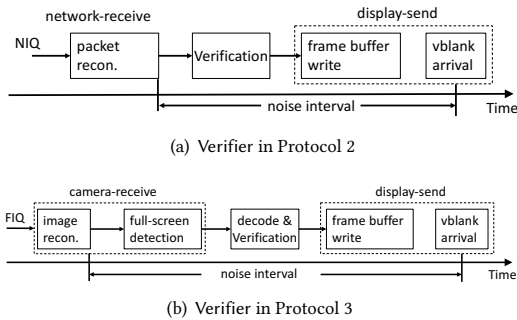 network-receive
display-send
NIQ
packet
recon.
Verification
frame buffer
write
vblank
arrival
noise interval
Time
(a) Verifier in Protocol 2
camera-receive
display-send
FIQ
image
recon.
full-screen
detection
decode &
Verification
frame buffer
write
vblank
arrival
noise interval
Time
(b) Verifier in Protocol 3